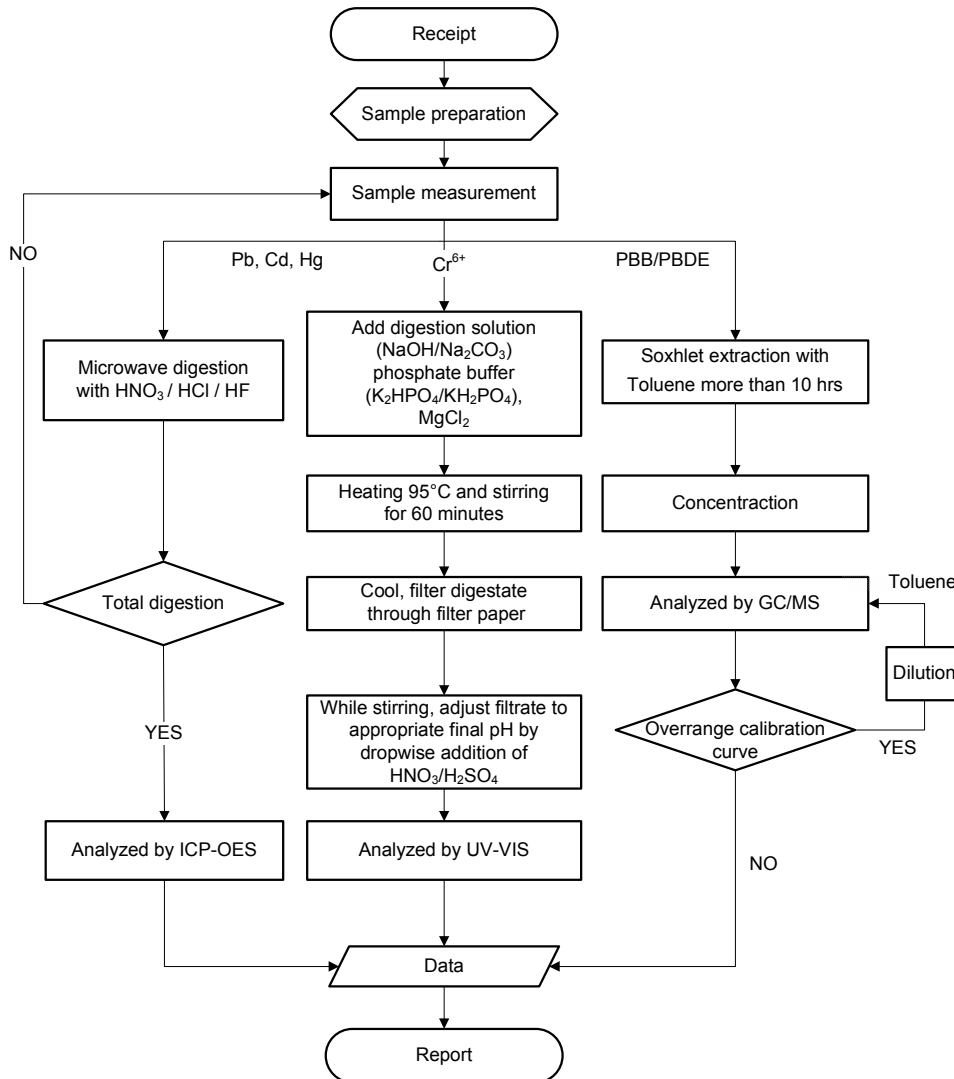 Receipt
Sample preparation
Sample measurement
NO
Pb, Cd, Hg
Cr⁶⁺
PBB/PBDE
Microwave digestion
with HNO₃ / HCl / HF
Add digestion solution
(NaOH/Na₂CO₃)
phosphate buffer
(K₂HPO₄/KH₂PO₄),
MgCl₂
Soxhlet extraction with
Toluene more than 10 hrs
Heating 95°C and stirring
for 60 minutes
Concentraction
Total digestion
Cool, filter digestate
through filter paper
Analyzed by GC/MS
Toluene
Dilution
YES
While stirring, adjust filtrate to
appropriate final pH by
dropwise addition of
HNO₃/H₂SO₄
Overrange calibration
curve
YES
Analyzed by ICP-OES
Analyzed by UV-VIS
NO
Data
Report